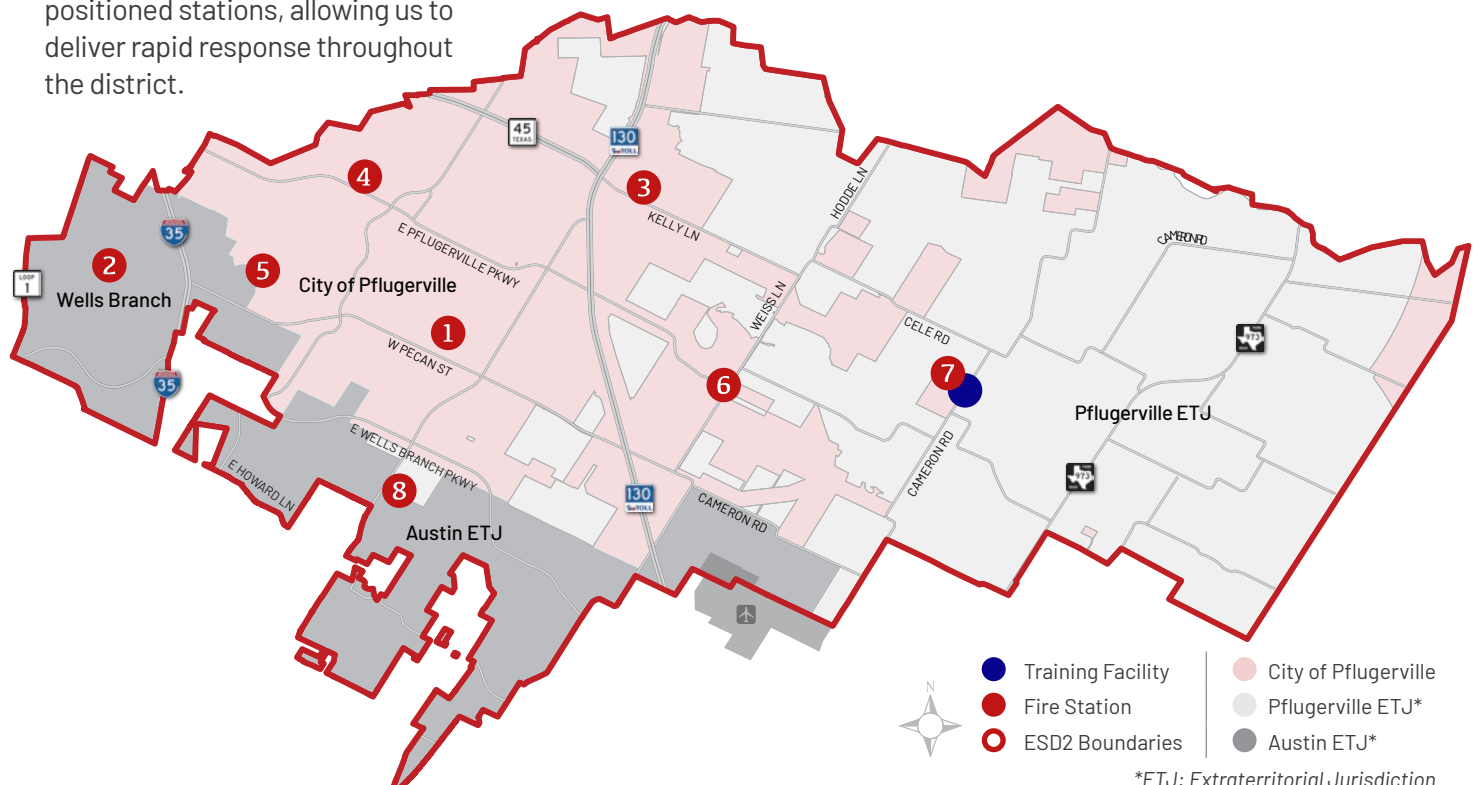 positioned stations, allowing us to
deliver rapid response throughout
the district.
45
TEXAS
130
TOLL
4
3
HODDE LN
KELLY LN
35
E PFLUGERVILLE PKWY
CAMERON RD
2
5
LOOP
1
Wells Branch
City of Pflugerville
WEISS LN
1
CELE RD
973
W PECAN ST
35
6
7
Pflugerville ETJ
E WELLS BRANCH PKWY
CAMERON RD
973
E HOWARD LN
8
130
TOLL
CAMERON RD
Austin ETJ
N
Training Facility
Fire Station
ESD2 Boundaries
City of Pflugerville
Pflugerville ETJ*
Austin ETJ*
*ETJ: Extraterritorial Jurisdiction